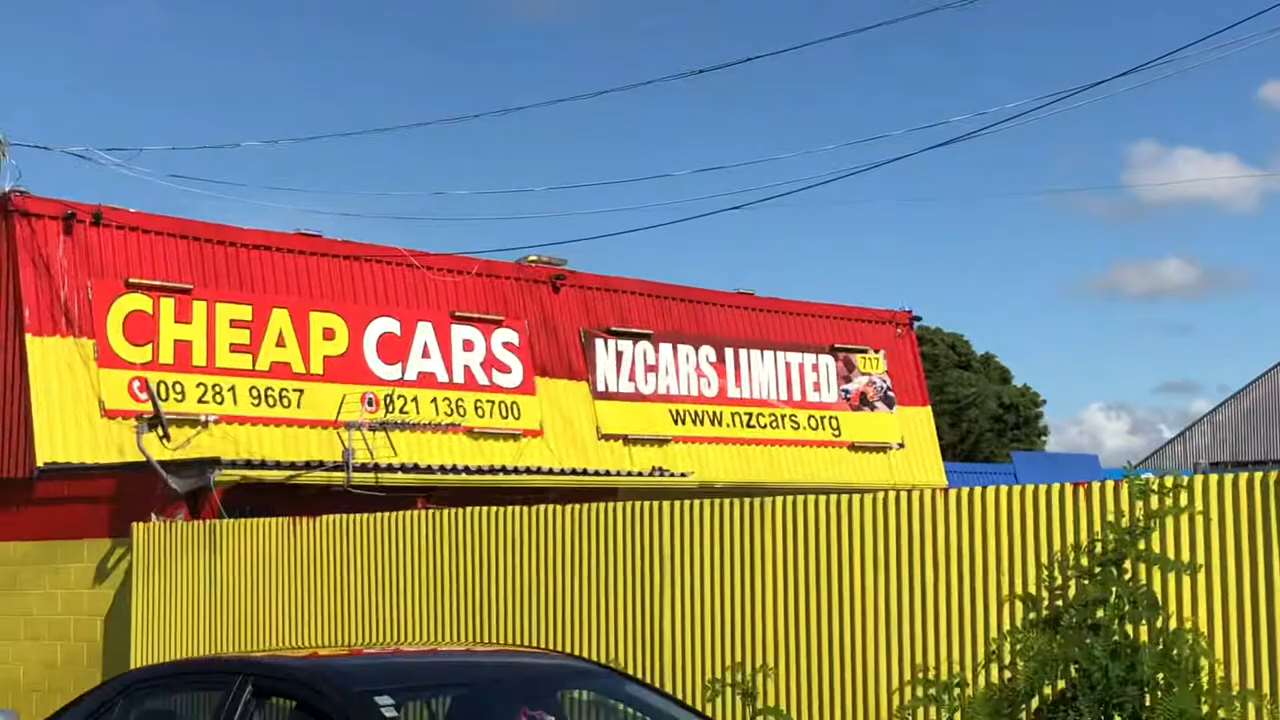 CHEAP CARS
09 281 9667
021 136 6700
NZCARS LIMITED
717
www.nzcars.org